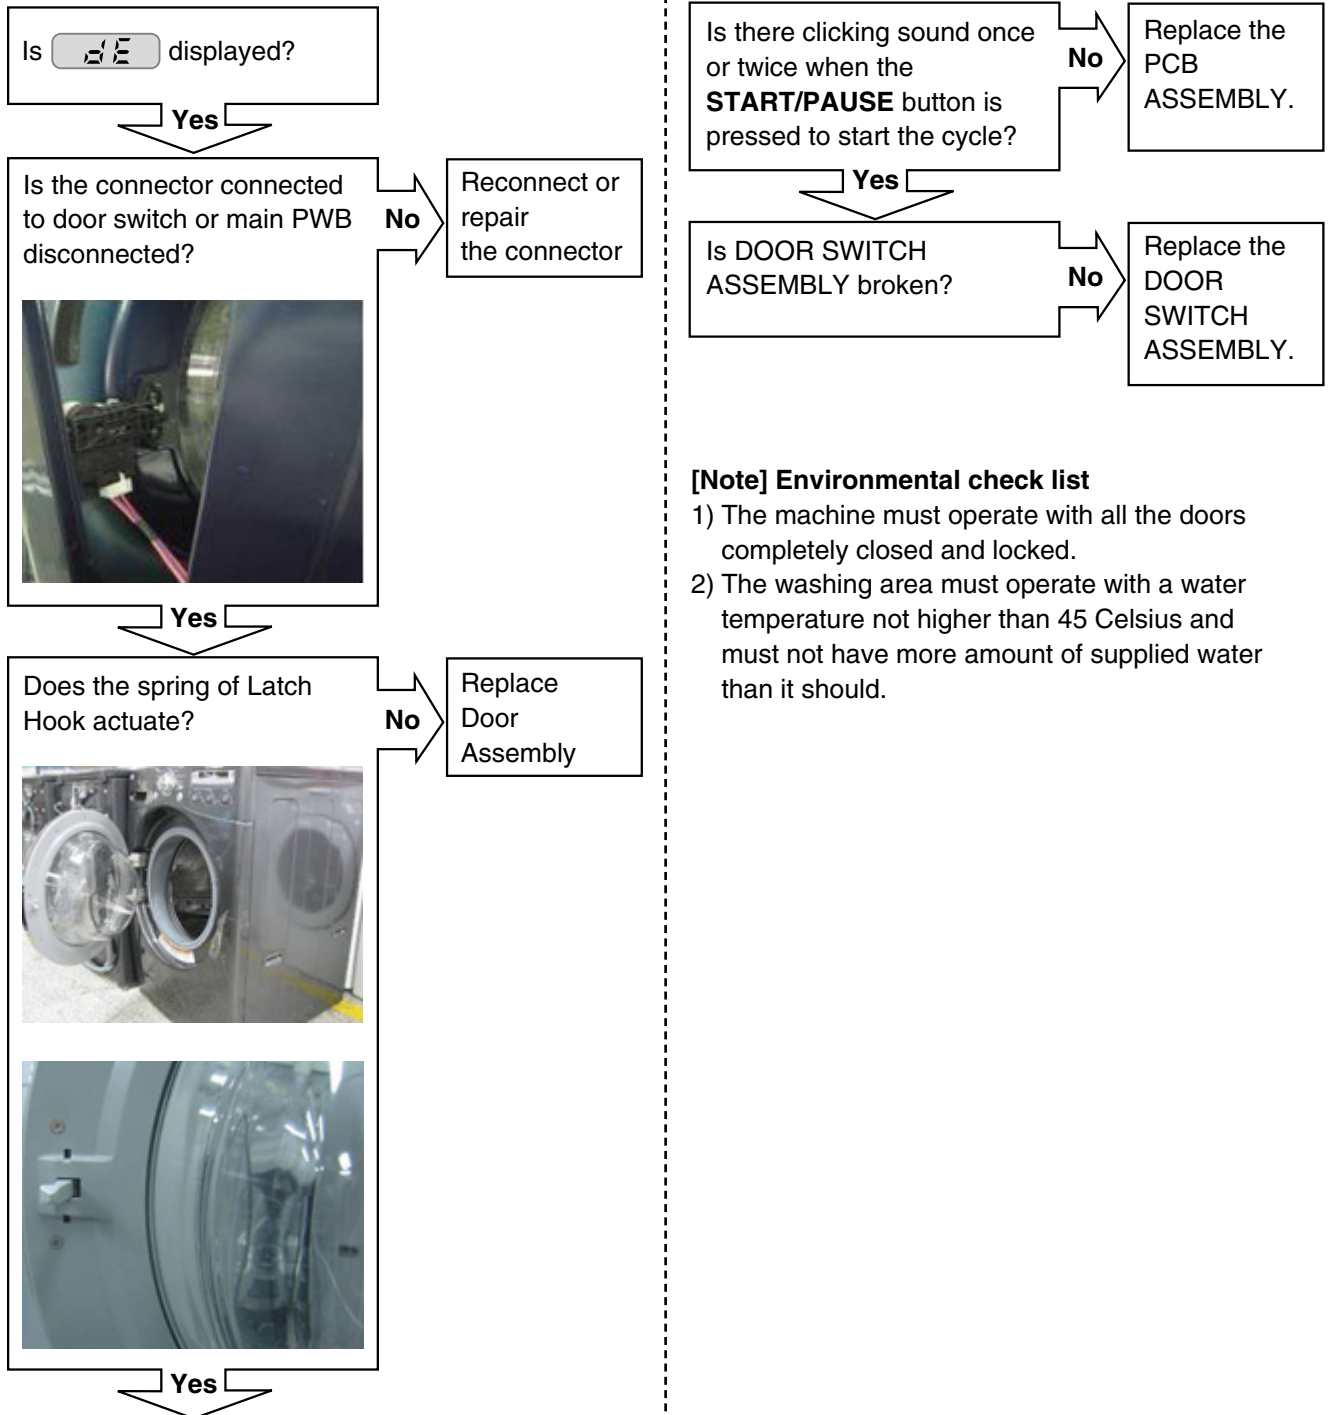 Is dE displayed?
Yes
Is the connector connected
to door switch or main PWB
disconnected?
No
Reconnect or
repair
the connector
Yes
Does the spring of Latch
Hook actuate?
No
Replace
Door
Assembly
Yes
Is there clicking sound once
or twice when the
START/PAUSE button is
pressed to start the cycle?
No
Replace the
PCB
ASSEMBLY.
Yes
Is DOOR SWITCH
ASSEMBLY broken?
No
Replace the
DOOR
SWITCH
ASSEMBLY.
[Note] Environmental check list
1) The machine must operate with all the doors
completely closed and locked.
2) The washing area must operate with a water
temperature not higher than 45 Celsius and
must not have more amount of supplied water
than it should.